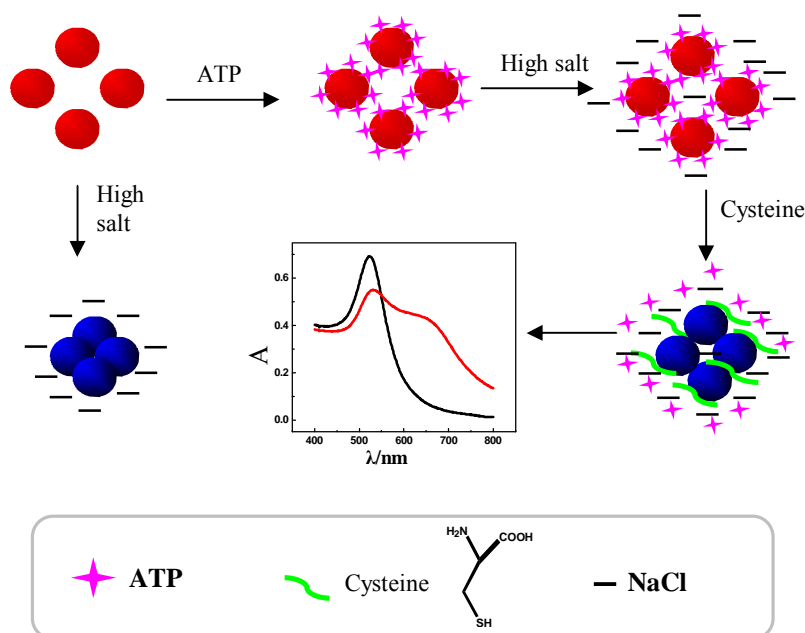 ATP
High salt
High
salt
Cysteine
A
0.6
0.4
0.2
0.0
400 500 600 700 800
λ/nm
ATP
Cysteine
H₂N
COOH
SH
NaCl